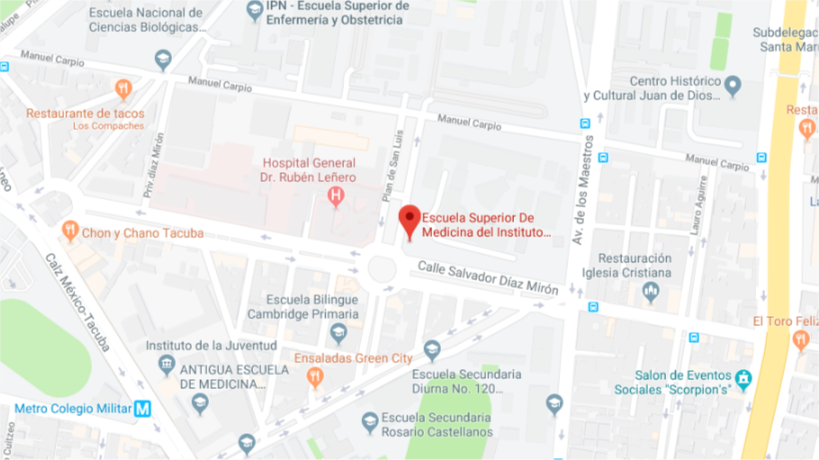 IPN - Escuela Superior de
Enfermería y Obstetricia
Escuela Nacional de
Ciencias Biológicas...
Subdelegac
Santa Mar
Manuel Carpio
Manuel Carpio
Centro Histórico
y Cultural Juan de Dios...
Restaurante de tacos
Los Compaches
Resta
Manuel Carpio
Manuel Carpio
Priv. díaz Mirón
Plan de San Luis
Av. de los Maestros
Lauro Aguirre
Hospital General
Dr. Rubén Leñero
Escuela Superior De
Medicina del Instituto...
Chon y Chano Tacuba
Calz México-Tacuba
Calle Salvador Díaz Mirón
Restauración
Iglesia Cristiana
Escuela Bilingue
Cambridge Primaria
El Toro Feliz
Instituto de la Juventud
Ensaladas Green City
ANTIGUA ESCUELA
DE MEDICINA...
Escuela Secundaria
Diurna No. 120...
Salon de Eventos
Sociales "Scorpion's"
Metro Colegio Militar
M
Escuela Secundaria
Rosario Castellanos
Cuitzeo